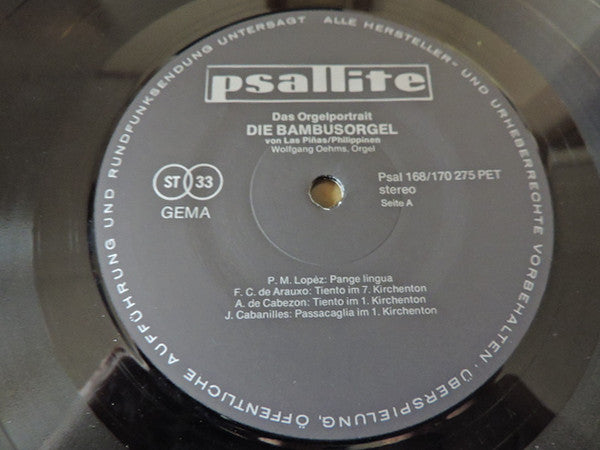 ALLE HERSTELLER- UND URHEBERRECHTE VORBEHALTEN · ÜBERSPIELUNG, ÖFFENTLICHE AUFFÜHRUNG UND RUNDFUNKSENDUNG UNTERSAGT
psallite
Das Orgelportrait
DIE BAMBUSORGEL
von Las Piñas/Philippinen
Wolfgang Oehms, Orgel
ST 33
GEMA
Psal 168/170 275 PET
stereo
Seite A
P. M. Lopéz: Pange lingua
F. C. de Arauxo: Tiento im 7. Kirchenton
A. de Cabezon: Tiento im 1. Kirchenton
J. Cabanilles: Passacaglia im 1. Kirchenton